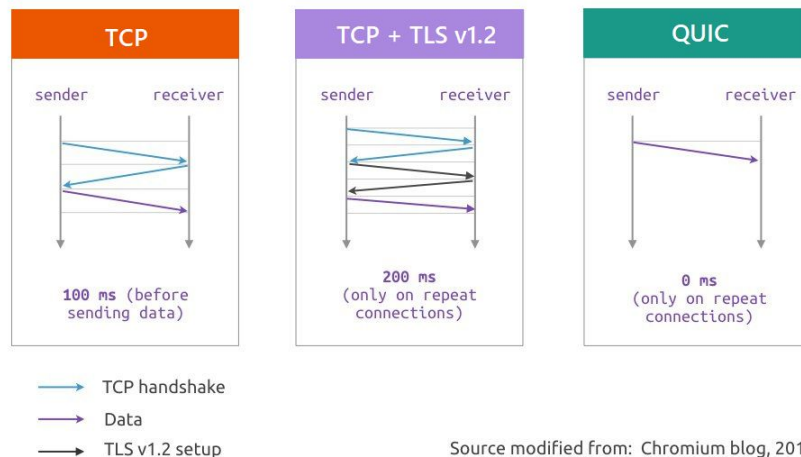 TCP
TCP + TLS v1.2
QUIC
sender receiver
sender receiver
sender receiver
100 ms (before
sending data)
200 ms
(only on repeat
connections)
0 ms
(only on repeat
connections)
TCP handshake
Data
TLS v1.2 setup
Source modified from: Chromium blog, 201